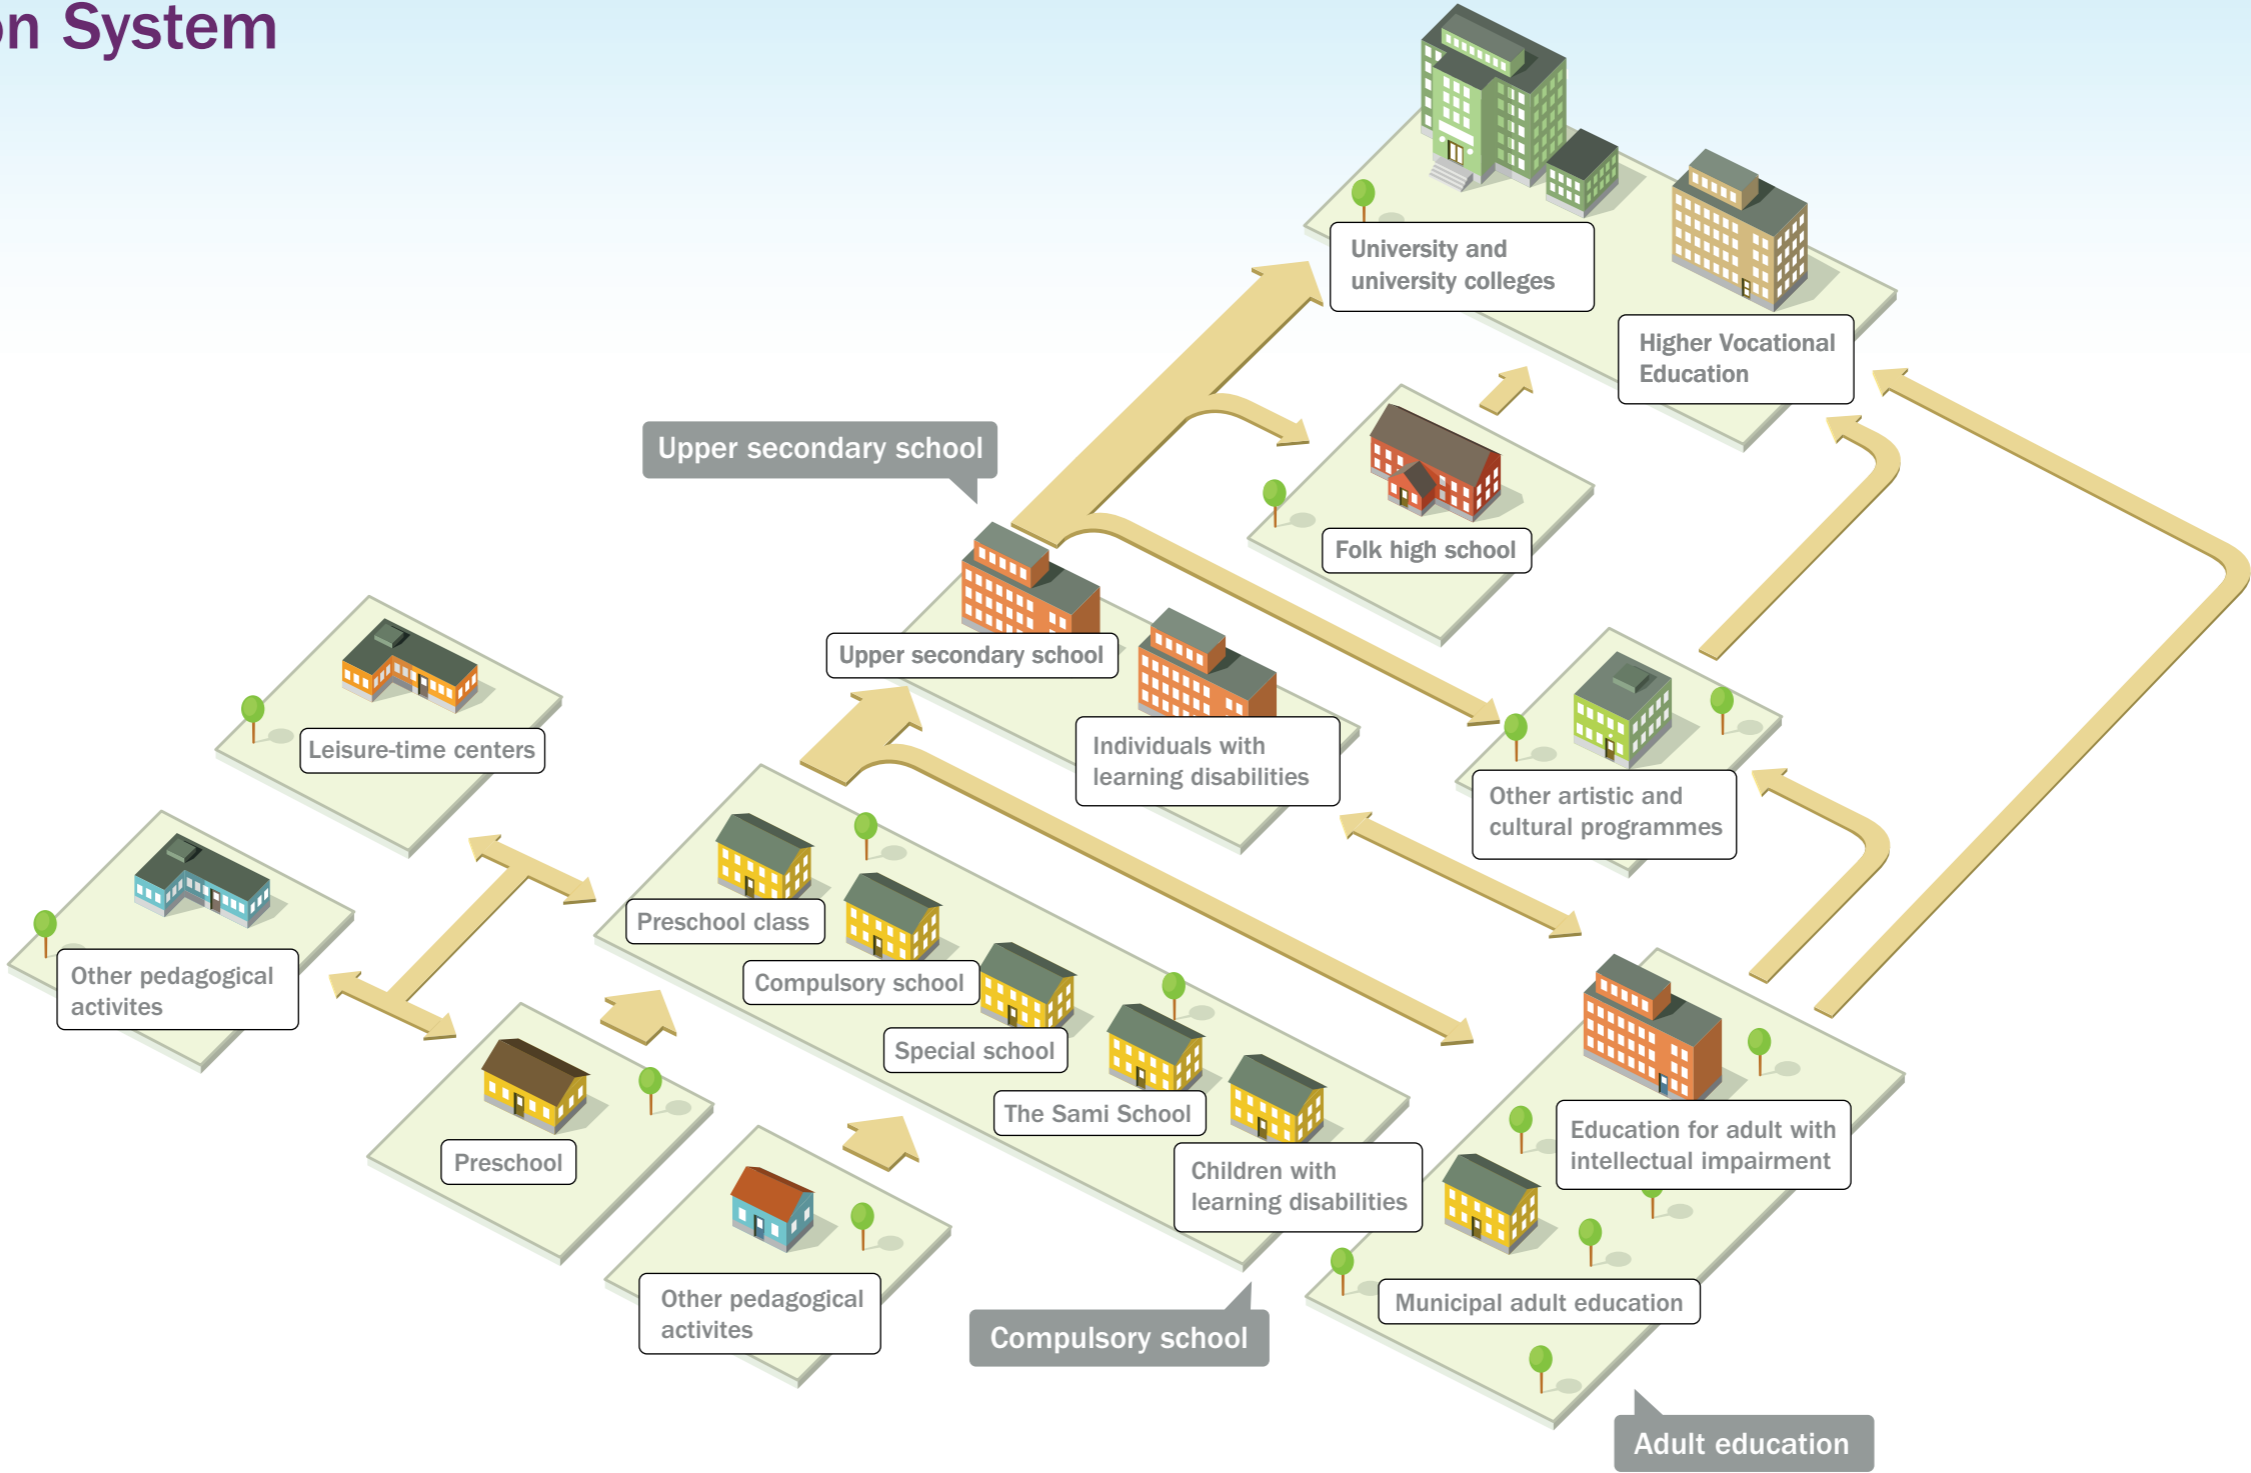 on System
University and
university colleges
Higher Vocational
Education
Upper secondary school
Folk high school
Upper secondary school
Individuals with
learning disabilities
Leisure-time centers
Other artistic and
cultural programmes
Preschool class
Other pedagogical
activites
Compulsory school
Special school
The Sami School
Education for adult with
intellectual impairment
Preschool
Children with
learning disabilities
Other pedagogical
activites
Municipal adult education
Compulsory school
Adult education